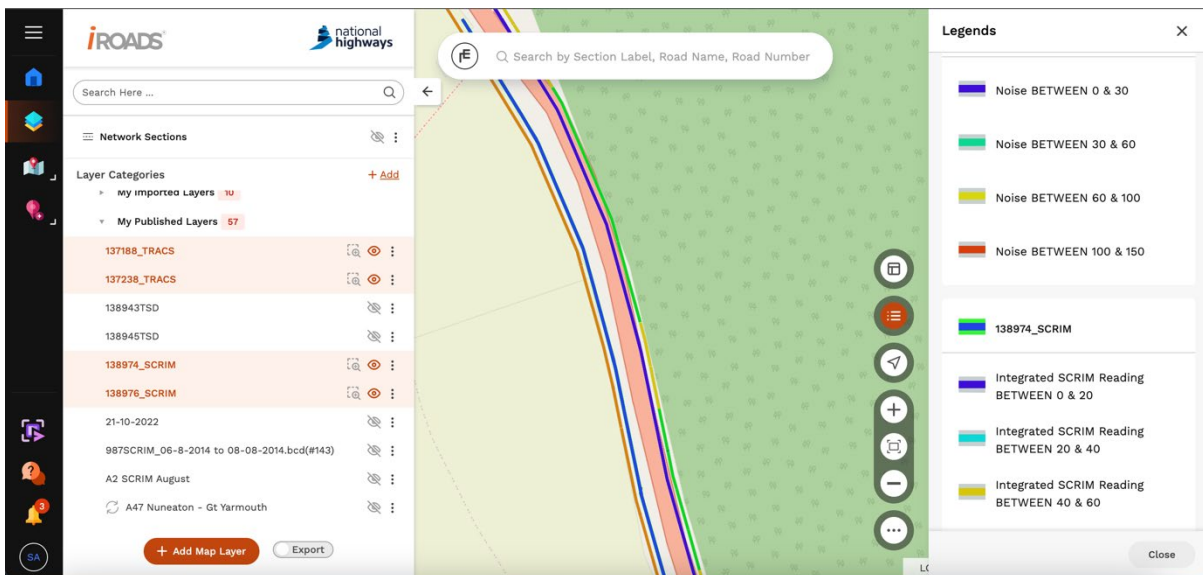 iROADS
national
highways
Search Here ...
Network Sections
Layer Categories
+ Add
My Imported Layers 10
My Published Layers 57
137188_TRACS
137238_TRACS
138943TSD
138945TSD
138974_SCRIM
138976_SCRIM
21-10-2022
987SCRIM_06-8-2014 to 08-08-2014.bcd(#143)
A2 SCRIM August
A47 Nuneaton - Gt Yarmouth
+ Add Map Layer
Export
3
SA
Search by Section Label, Road Name, Road Number
Legends
Noise BETWEEN 0 & 30
Noise BETWEEN 30 & 60
Noise BETWEEN 60 & 100
Noise BETWEEN 100 & 150
138974_SCRIM
Integrated SCRIM Reading
BETWEEN 0 & 20
Integrated SCRIM Reading
BETWEEN 20 & 40
Integrated SCRIM Reading
BETWEEN 40 & 60
Close